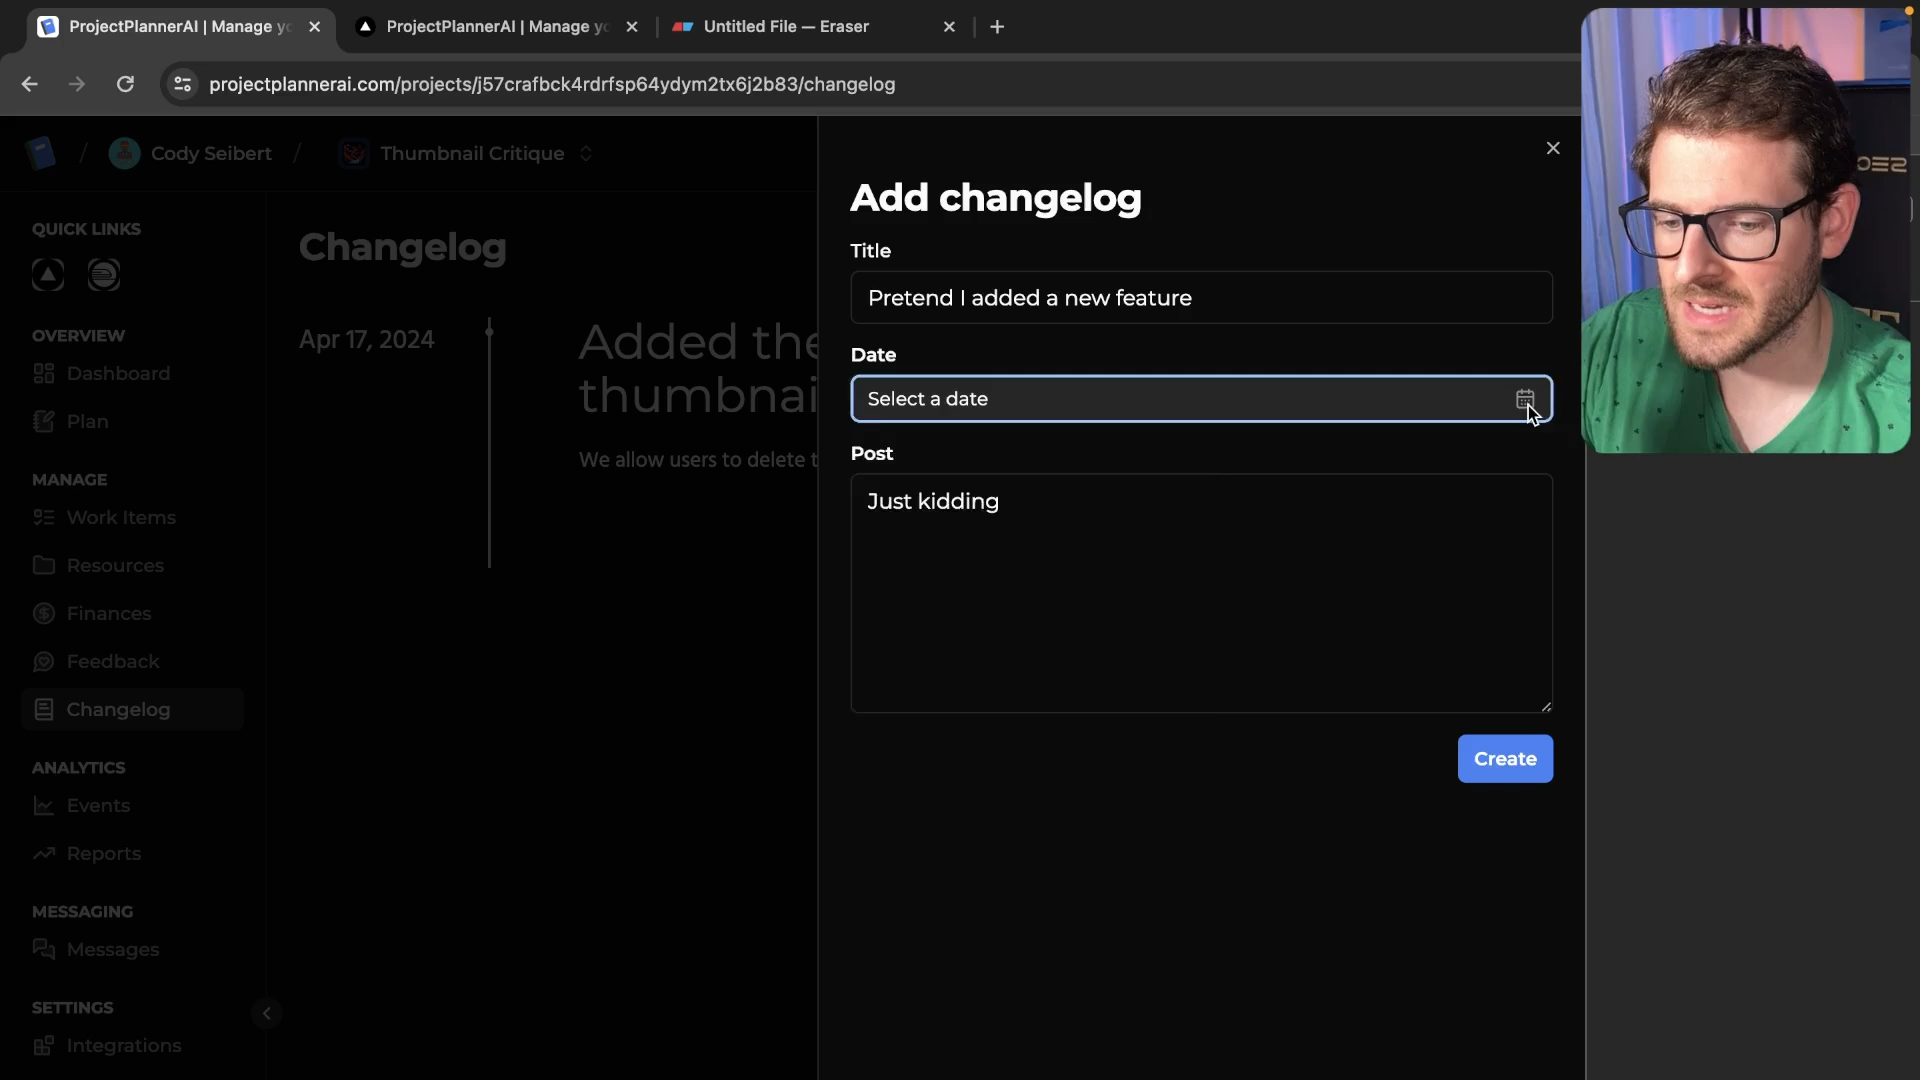 ProjectPlannerAI | Manage yo
ProjectPlannerAI | Manage yo
Untitled File — Eraser
projectplannerai.com/projects/j57crafbck4rdrfsp64ydym2tx6j2b83/changelog
/ Cody Seibert / Thumbnail Critique
QUICK LINKS
OVERVIEW
Dashboard
Plan
MANAGE
Work Items
Resources
Finances
Feedback
Changelog
ANALYTICS
Events
Reports
MESSAGING
Messages
SETTINGS
Integrations
Changelog
Apr 17, 2024
Added the
thumbnai
We allow users to delete t
Add changelog
Title
Pretend I added a new feature
Date
Select a date
Post
Just kidding
Create